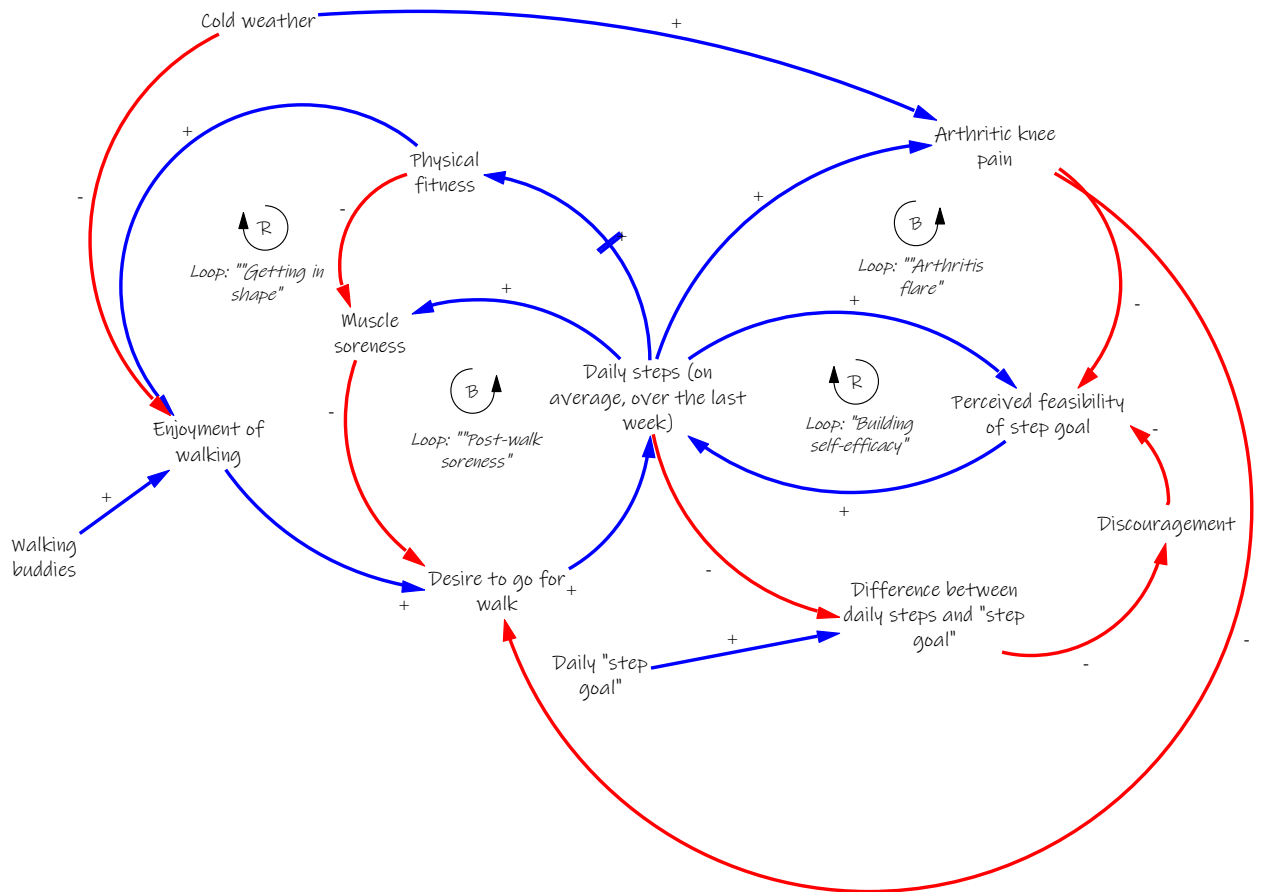 Cold weather
+
Arthritic knee
pain
+
-
Physical
fitness
-
+
+
R
Loop: ""Getting in
shape"
B
Loop: ""Arthritis
flare"
+
+
-
Muscle
soreness
Daily steps (on
average, over the last
week)
B
Loop: ""Post-walk
soreness"
R
Loop: "Building
self-efficacy"
Perceived feasibility
of step goal
-
-
Enjoyment of
walking
+
+
Walking
buddies
Discouragement
Desire to go for
walk
+
+
-
Difference between
daily steps and "step
goal"
+
-
-
Daily "step
goal"